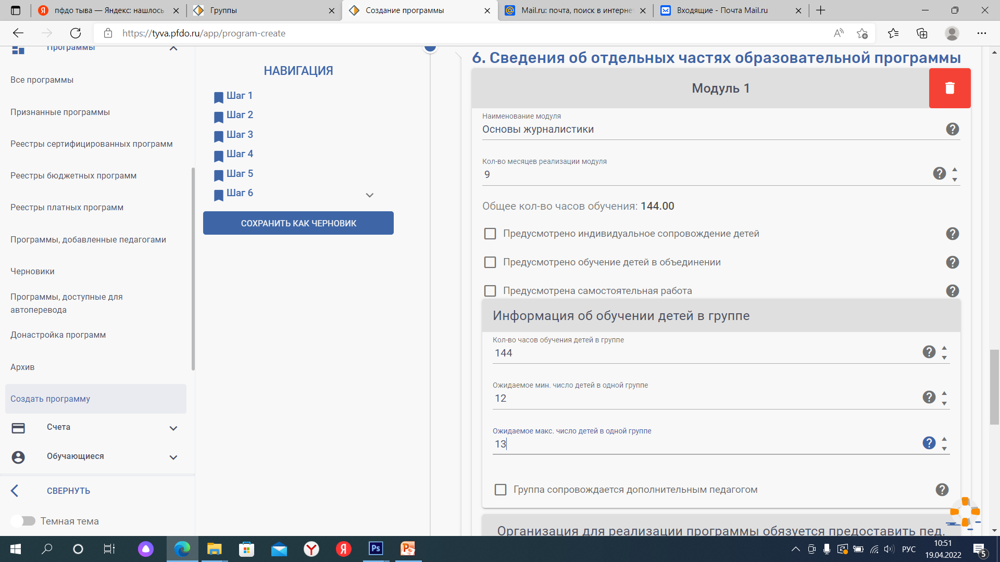 пфдо тыва — Яндекс: нашлось
Группы
Создание программы
Mail.ru: почта, поиск в интерне
Входящие - Почта Mail.ru
https://tyva.pfdo.ru/app/program-create
Программы
Все программы
Признанные программы
Реестры сертифицированных программ
Реестры бюджетных программ
Реестры платных программ
Программы, добавленные педагогами
Черновики
Программы, доступные для
автоперевода
Донастройка программ
Архив
Создать программу
Счета
Обучающиеся
СВЕРНУТЬ
Темная тема
НАВИГАЦИЯ
Шаг 1
Шаг 2
Шаг 3
Шаг 4
Шаг 5
Шаг 6
СОХРАНИТЬ КАК ЧЕРНОВИК
6. Сведения об отдельных частях образовательной программы
Модуль 1
Наименование модуля
Основы журналистики
Кол-во месяцев реализации модуля
9
Общее кол-во часов обучения: 144.00
Предусмотрено индивидуальное сопровождение детей
Предусмотрено обучение детей в объединении
Предусмотрена самостоятельная работа
Информация об обучении детей в группе
Кол-во часов обучения детей в группе
144
Ожидаемое мин. число детей в одной группе
12
Ожидаемое макс. число детей в одной группе
13
Группа сопровождается дополнительным педагогом
Организация для реализации программы обязуется предоставить пед.
РУС
10:51
19.04.2022
5